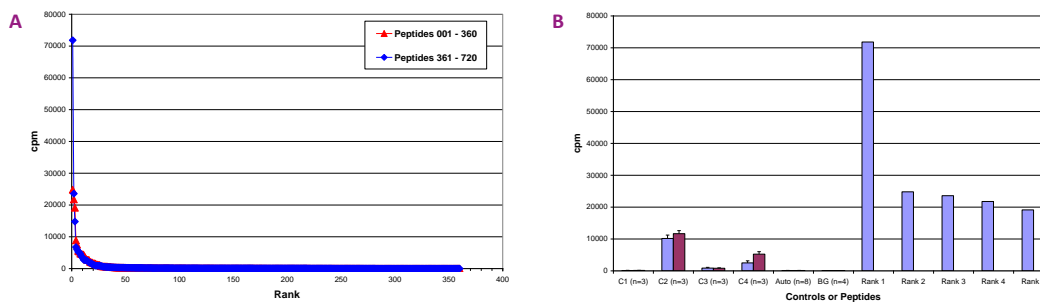 A
80000
70000
60000
50000
40000
30000
20000
10000
0
cpm
Peptides 001 - 360
Peptides 361 - 720
0 50 100 150 200 250 300 350 400
Rank
B
80000
70000
60000
50000
40000
30000
20000
10000
0
cpm
C1 (n=3) C2 (n=3) C3 (n=3) C4 (n=3) Auto (n=8) BG (n=4) Rank 1 Rank 2 Rank 3 Rank 4 Rank
Controls or Peptides